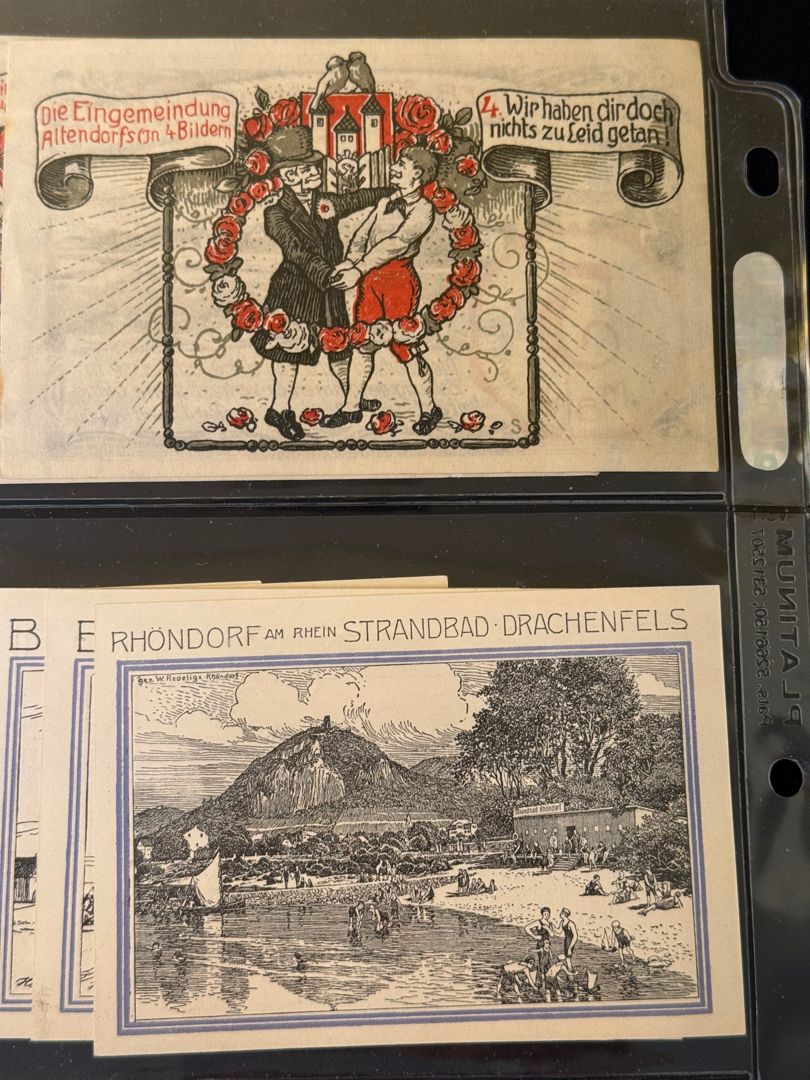 Die Eingemeindung
Altendorfs in 4 Bildern
4. Wir haben dir doch
nichts zu Leid getan!
S
B
E
RHÖNDORF AM RHEIN STRANDBAD · DRACHENFELS
Strandbad Rhöndorf
PLATINUM